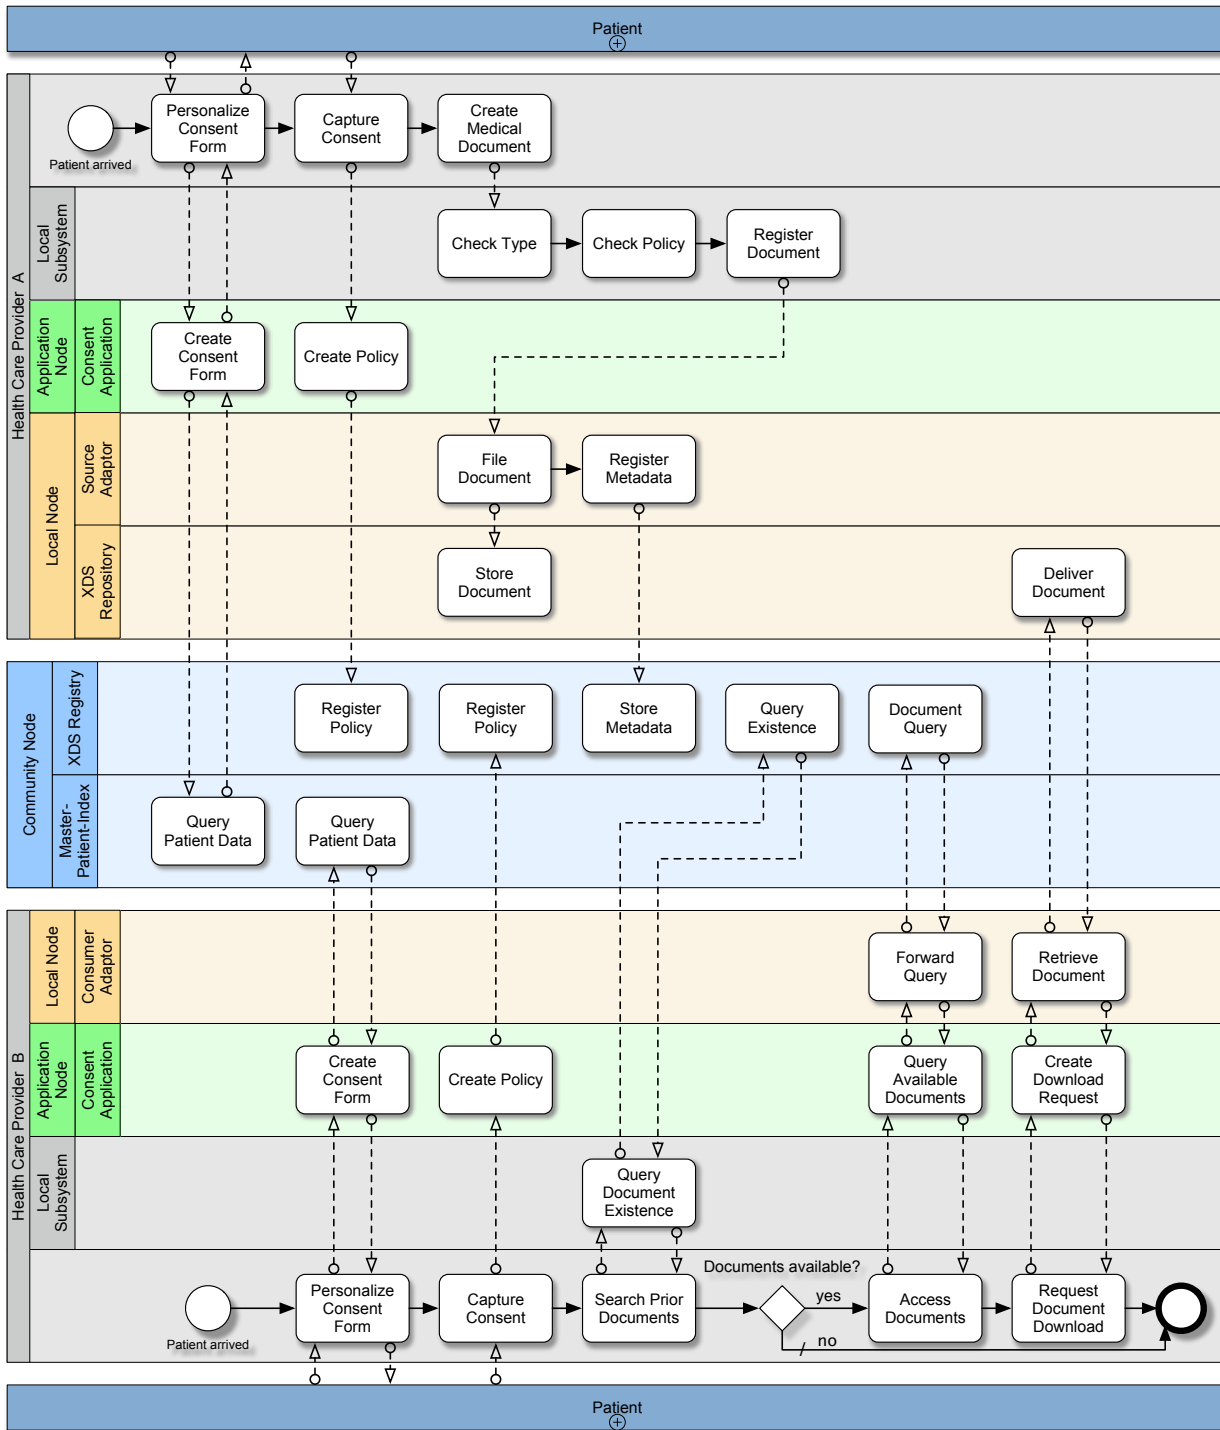 Patient
Health Care Provider A
Personalize
Consent
Form
Capture
Consent
Create
Medical
Document
Patient arrived
Local
Subsystem
Check Type
Check Policy
Register
Document
Application
Node
Consent
Application
Create
Consent
Form
Create Policy
Local Node
Source
Adaptor
File
Document
Register
Metadata
XDS
Repository
Store
Document
Deliver
Document
Community Node
XDS Registry
Register
Policy
Register
Policy
Store
Metadata
Query
Existence
Document
Query
Master-
Patient-Index
Query
Patient Data
Query
Patient Data
Health Care Provider B
Local Node
Consumer
Adaptor
Forward
Query
Retrieve
Document
Application
Node
Consent
Application
Create
Consent
Form
Create Policy
Query
Available
Documents
Create
Download
Request
Local
Subsystem
Query
Document
Existence
Patient arrived
Personalize
Consent
Form
Capture
Consent
Search Prior
Documents
Documents available?
yes
no
Access
Documents
Request
Document
Download
Patient